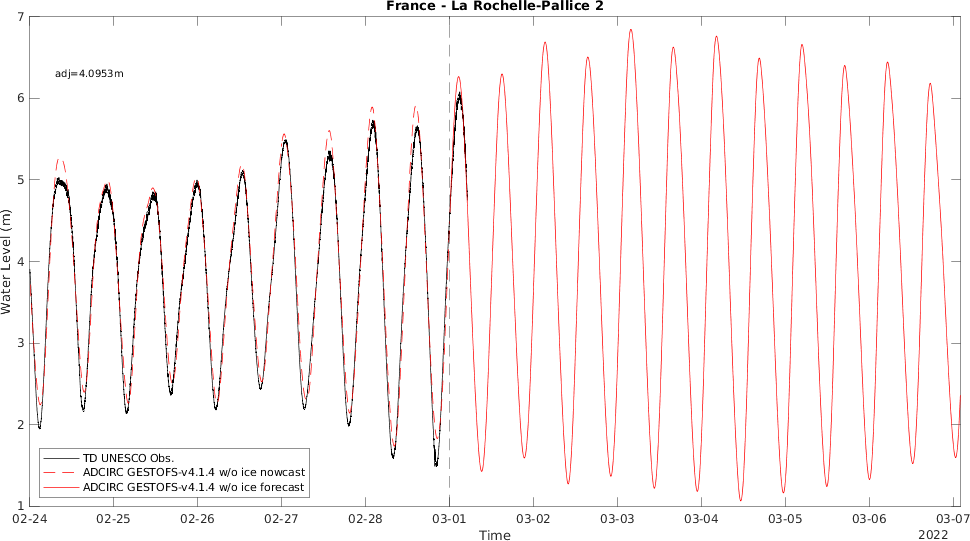 France - La Rochelle-Pallice 2
7
adj=4.0953m
6
5
4
3
2
1
Water Level (m)
TD UNESCO Obs.
ADCIRC GESTOFS-v4.1.4 w/o ice nowcast
ADCIRC GESTOFS-v4.1.4 w/o ice forecast
02-24 02-25 02-26 02-27 02-28 03-01 03-02 03-03 03-04 03-05 03-06 03-07
Time
2022